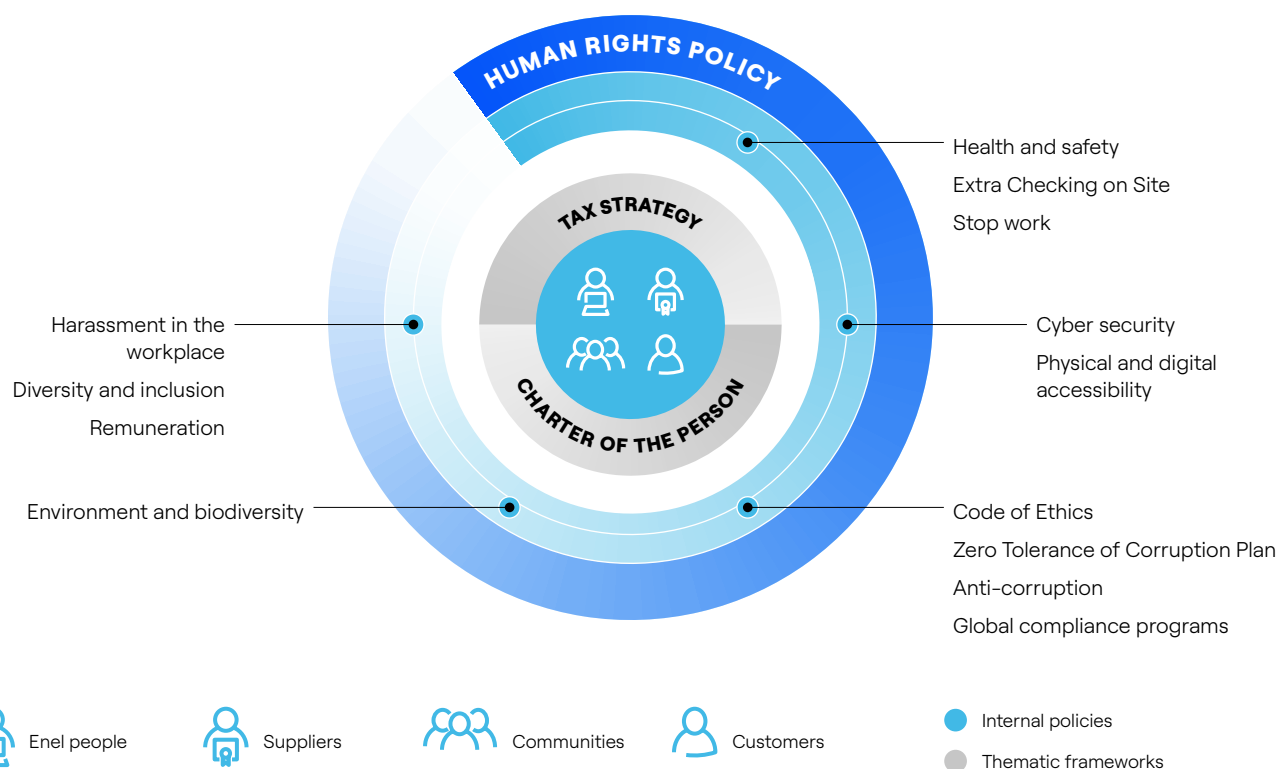 HUMAN RIGHTS POLICY
TAX STRATEGY
CHARTER OF THE PERSON
Health and safety
Extra Checking on Site
Stop work
Cyber security
Physical and digital
accessibility
Code of Ethics
Zero Tolerance of Corruption Plan
Anti-corruption
Global compliance programs
Harassment in the
workplace
Diversity and inclusion
Remuneration
Environment and biodiversity
Enel people
Suppliers
Communities
Customers
Internal policies
Thematic frameworks